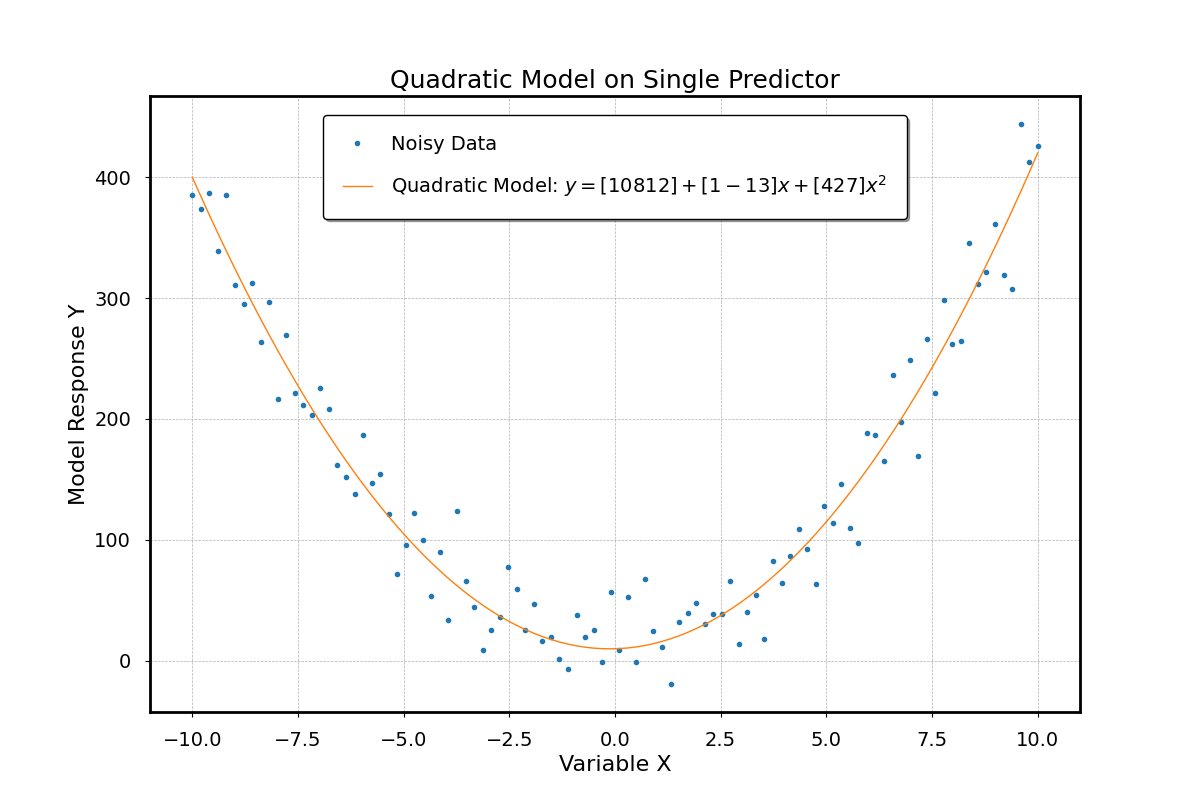 Quadratic Model on Single Predictor
Noisy Data
Quadratic Model: y = [10812] + [1 − 13]x + [427]x²
400
300
200
100
0
Model Response Y
−10.0 −7.5 −5.0 −2.5 0.0 2.5 5.0 7.5 10.0
Variable X